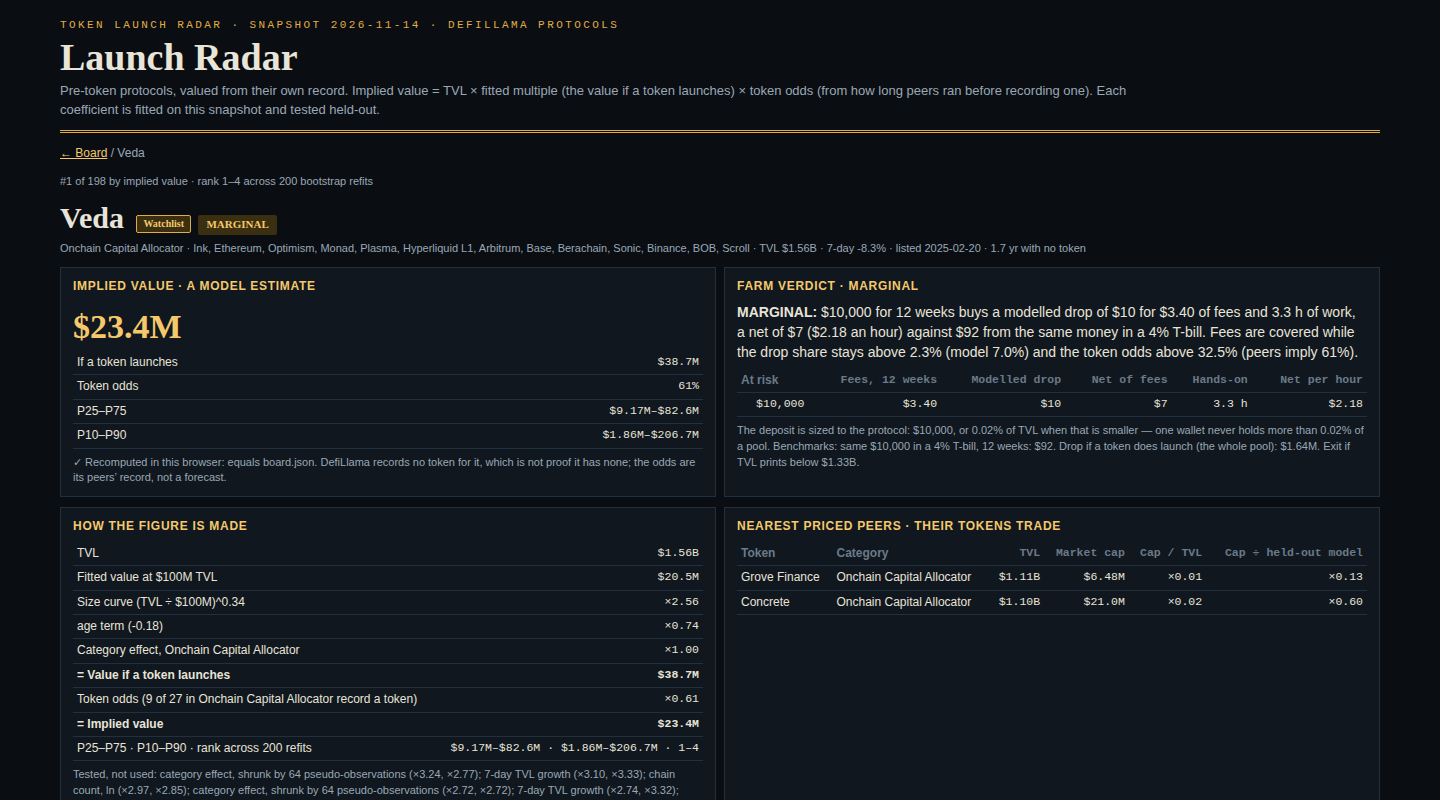 TOKEN LAUNCH RADAR · SNAPSHOT 2026-11-14 · DEFILLAMA PROTOCOLS
Launch Radar
Pre-token protocols, valued from their own record. Implied value = TVL × fitted multiple (the value if a token launches) × token odds (from how long peers ran before recording one). Each
coefficient is fitted on this snapshot and tested held-out.
← Board / Veda
#1 of 198 by implied value · rank 1–4 across 200 bootstrap refits
Veda Watchlist MARGINAL
Onchain Capital Allocator · Ink, Ethereum, Optimism, Monad, Plasma, Hyperliquid L1, Arbitrum, Base, Berachain, Sonic, Binance, BOB, Scroll · TVL $1.56B · 7-day -8.3% · listed 2025-02-20 · 1.7 yr with no token
IMPLIED VALUE · A MODEL ESTIMATE
$23.4M
If a token launches $38.7M
Token odds 61%
P25–P75 $9.17M–$82.6M
P10–P90 $1.86M–$206.7M
✓ Recomputed in this browser: equals board.json. DefiLlama records no token for it, which is not proof it has none; the odds are
its peers' record, not a forecast.
FARM VERDICT · MARGINAL
MARGINAL: $10,000 for 12 weeks buys a modelled drop of $10 for $3.40 of fees and 3.3 h of work,
a net of $7 ($2.18 an hour) against $92 from the same money in a 4% T-bill. Fees are covered while
the drop share stays above 2.3% (model 7.0%) and the token odds above 32.5% (peers imply 61%).
At risk Fees, 12 weeks Modelled drop Net of fees Hands-on Net per hour
$10,000 $3.40 $10 $7 3.3 h $2.18
The deposit is sized to the protocol: $10,000, or 0.02% of TVL when that is smaller — one wallet never holds more than 0.02% of
a pool. Benchmarks: same $10,000 in a 4% T-bill, 12 weeks: $92. Drop if a token does launch (the whole pool): $1.64M. Exit if
TVL prints below $1.33B.
HOW THE FIGURE IS MADE
TVL $1.56B
Fitted value at $100M TVL $20.5M
Size curve (TVL ÷ $100M)^0.34 ×2.56
age term (-0.18) ×0.74
Category effect, Onchain Capital Allocator ×1.00
= Value if a token launches $38.7M
Token odds (9 of 27 in Onchain Capital Allocator record a token) ×0.61
= Implied value $23.4M
P25–P75 · P10–P90 · rank across 200 refits $9.17M–$82.6M · $1.86M–$206.7M · 1–4
Tested, not used: category effect, shrunk by 64 pseudo-observations (×3.24, ×2.77); 7-day TVL growth (×3.10, ×3.33); chain
count, ln (×2.97, ×2.85); category effect, shrunk by 64 pseudo-observations (×2.72, ×2.72); 7-day TVL growth (×2.74, ×3.32);
NEAREST PRICED PEERS · THEIR TOKENS TRADE
Token Category TVL Market cap Cap / TVL Cap ÷ held-out model
Grove Finance Onchain Capital Allocator $1.11B $6.48M ×0.01 ×0.13
Concrete Onchain Capital Allocator $1.10B $21.0M ×0.02 ×0.60